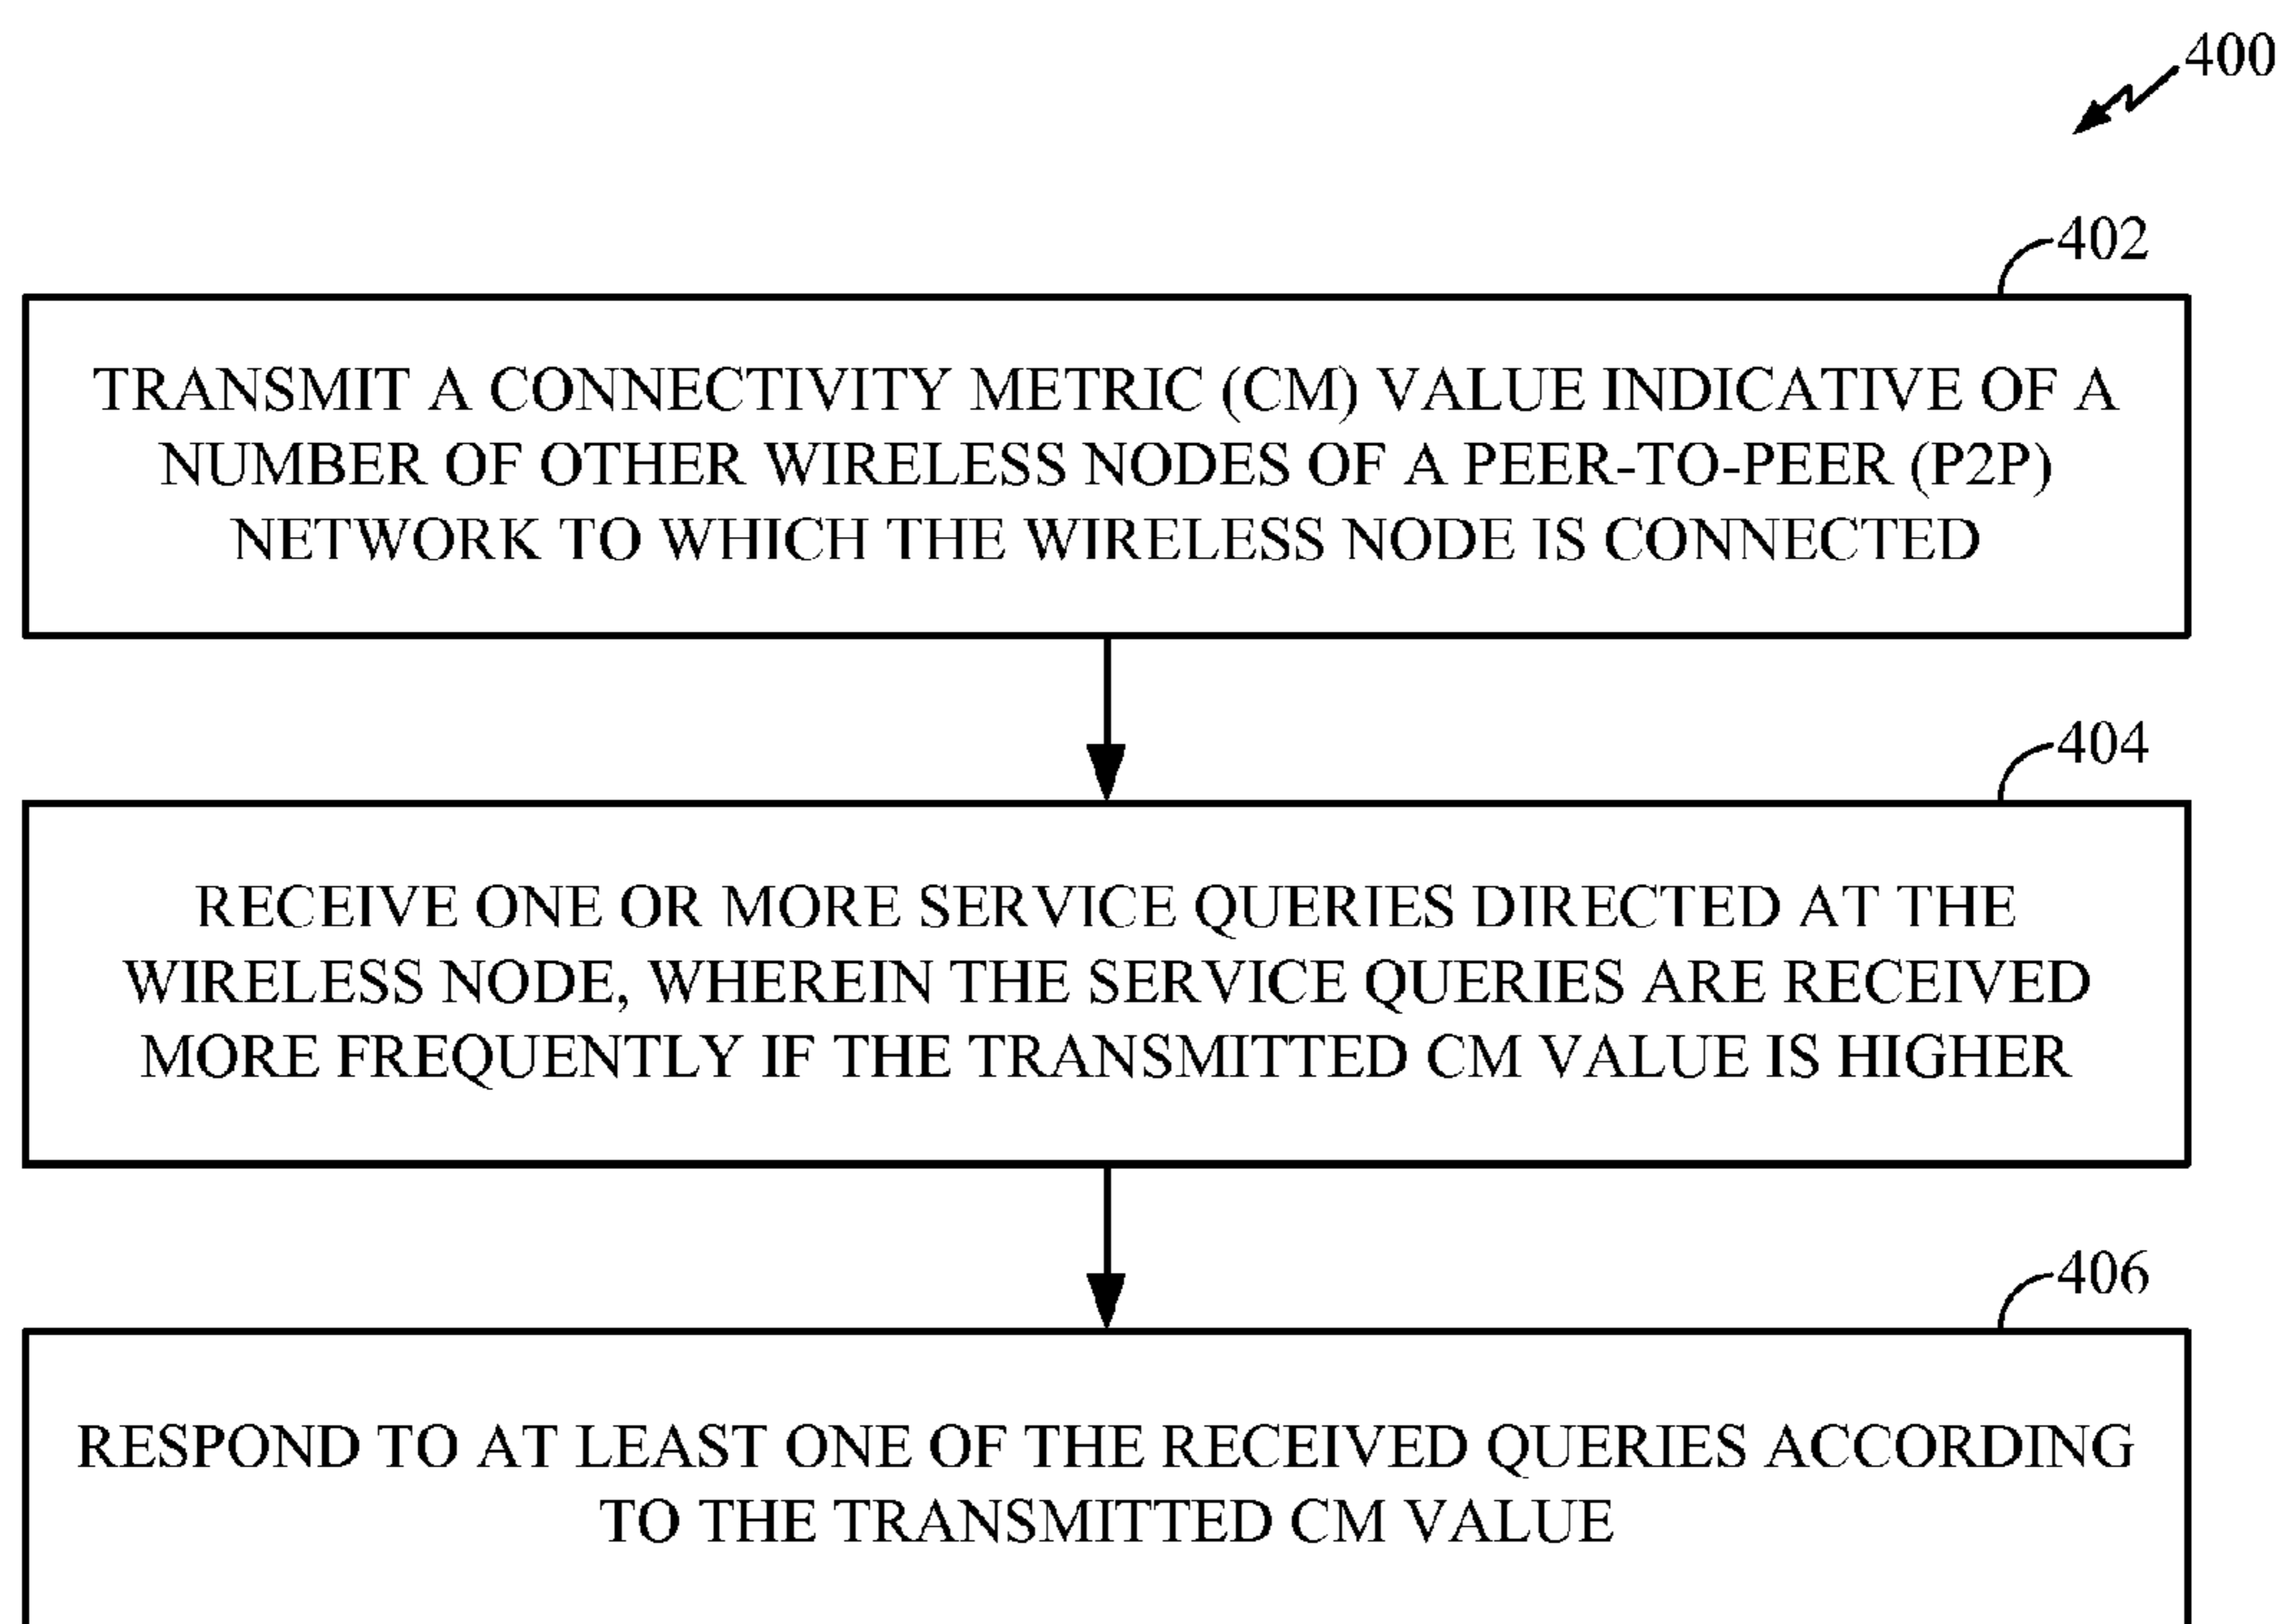 400
402
TRANSMIT A CONNECTIVITY METRIC (CM) VALUE INDICATIVE OF A
NUMBER OF OTHER WIRELESS NODES OF A PEER-TO-PEER (P2P)
NETWORK TO WHICH THE WIRELESS NODE IS CONNECTED
404
RECEIVE ONE OR MORE SERVICE QUERIES DIRECTED AT THE
WIRELESS NODE, WHEREIN THE SERVICE QUERIES ARE RECEIVED
MORE FREQUENTLY IF THE TRANSMITTED CM VALUE IS HIGHER
406
RESPOND TO AT LEAST ONE OF THE RECEIVED QUERIES ACCORDING
TO THE TRANSMITTED CM VALUE